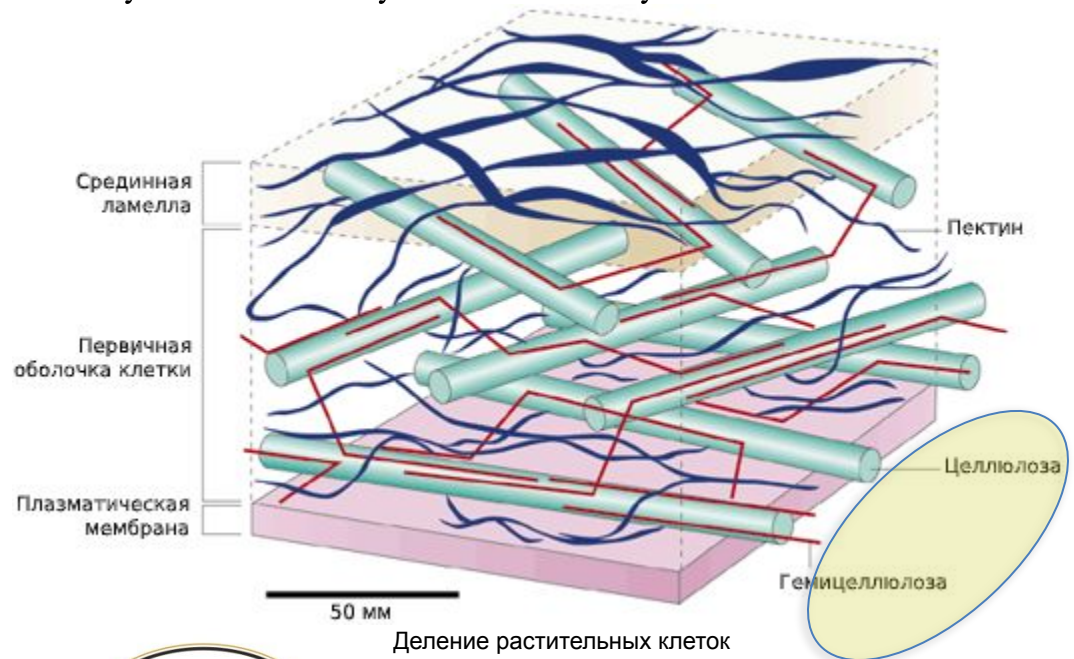 Срединная
ламелла
Пектин
Первичная
оболочка клетки
Целлюлоза
Плазматическая
мембрана
Гемицеллюлоза
50 мм
Деление растительных клеток